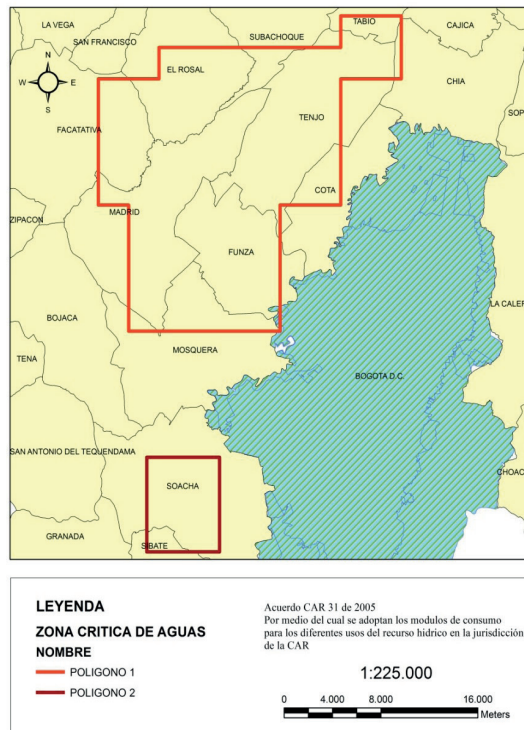 LA VEGA
TABIO
SUBACHOQUE
CAJICA
SAN FRANCISCO
N
W E
S
EL ROSAL
CHIA
SOP
TENJO
FACATATIVA
COTA
ZIPACON
MADRID
FUNZA
LA CALER
BOJACA
MOSQUERA
TENA
BOGOTA D.C.
SAN ANTONIO DEL TEQUENDAMA
CHOAC
SOACHA
GRANADA
SIBATE
LEYENDA
ZONA CRITICA DE AGUAS
NOMBRE
POLIGONO 1
POLIGONO 2
Acuerdo CAR 31 de 2005
Por medio del cual se adoptan los modulos de consumo
para los diferentes usos del recurso hidrico en la jurisdicción
de la CAR
1:225.000
0 4.000 8.000 16.000
Meters